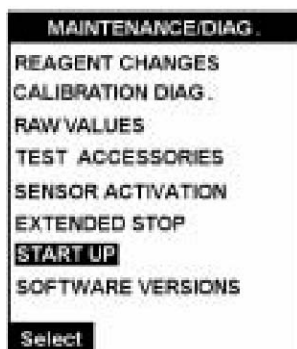 MAINTENANCE/DIAG.
REAGENT CHANGES
CALIBRATION DIAG.
RAW VALUES
TEST ACCESSORIES
SENSOR ACTIVATION
EXTENDED STOP
START UP
SOFTWARE VERSIONS
Select